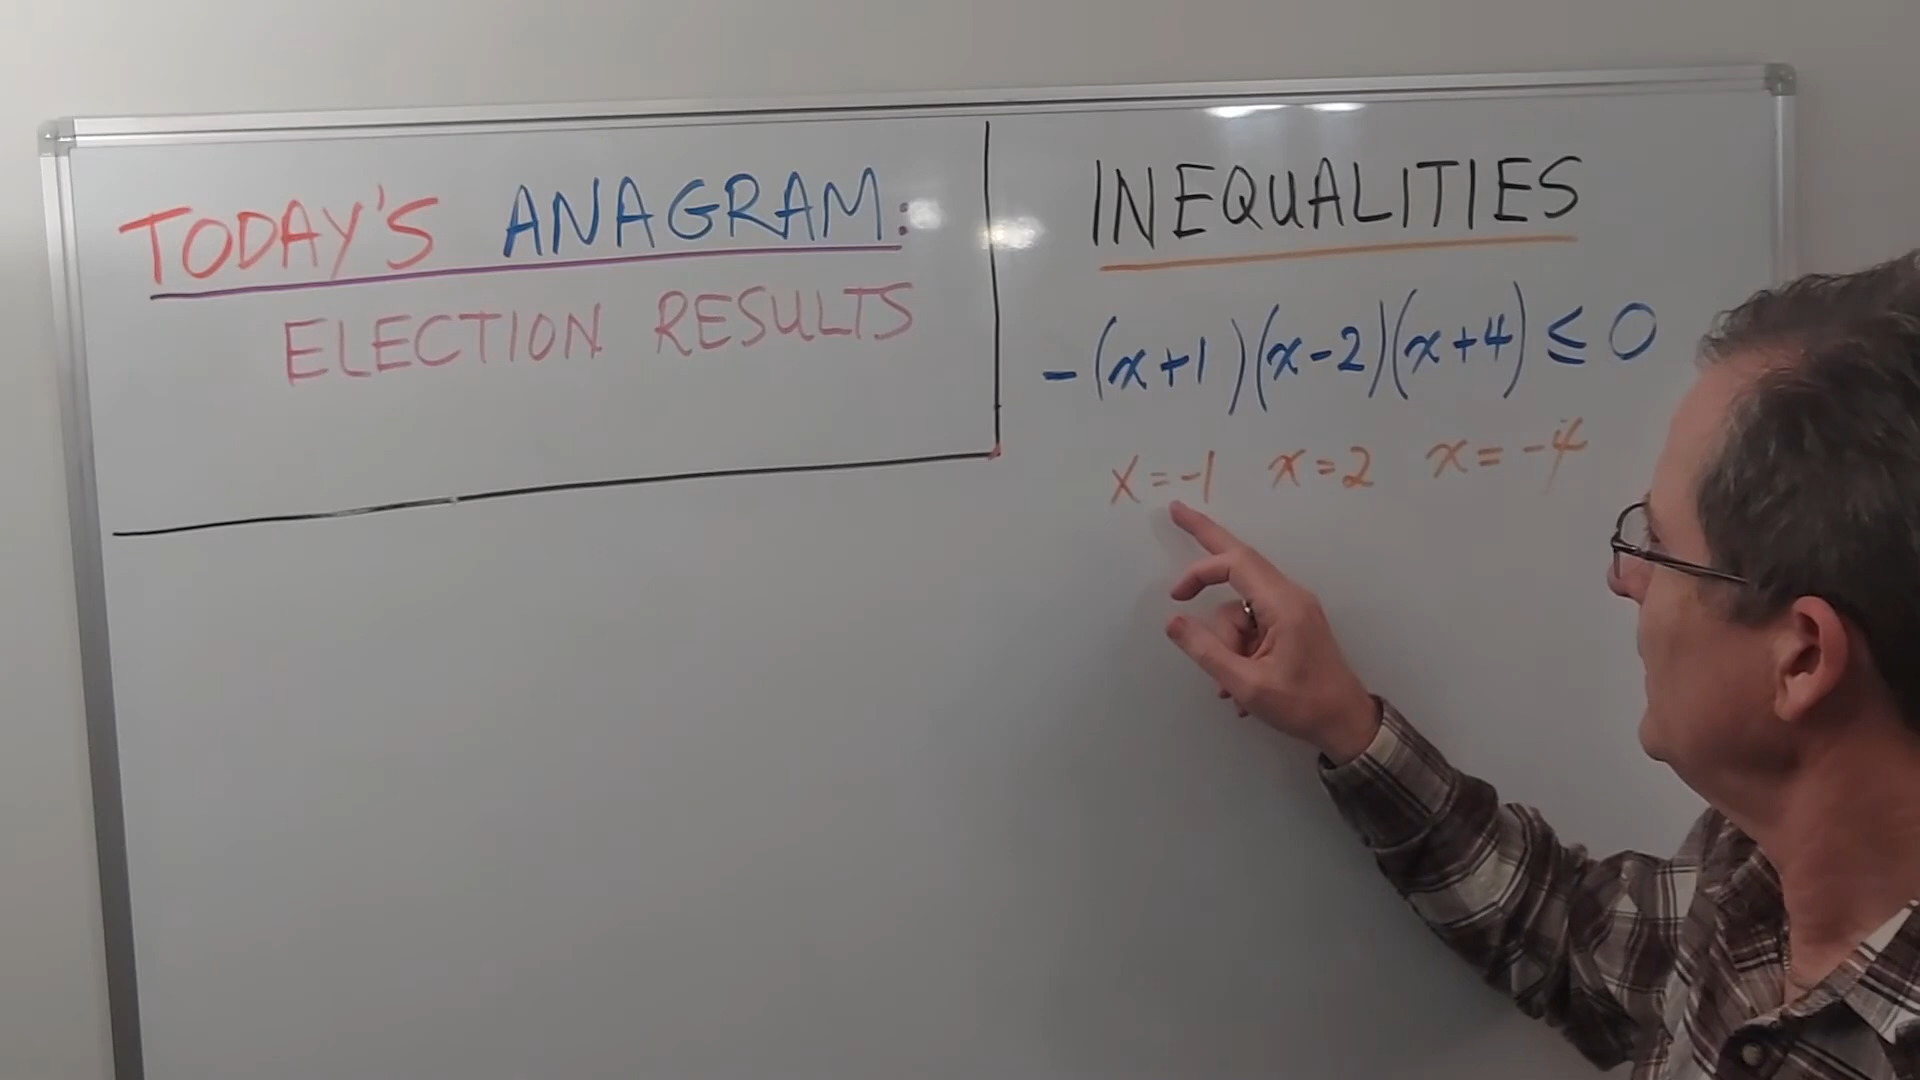 TODAY'S ANAGRAM:
ELECTION RESULTS
INEQUALITIES
-(x+1)(x-2)(x+4) ≤ 0
x=-1 x=2 x=-4